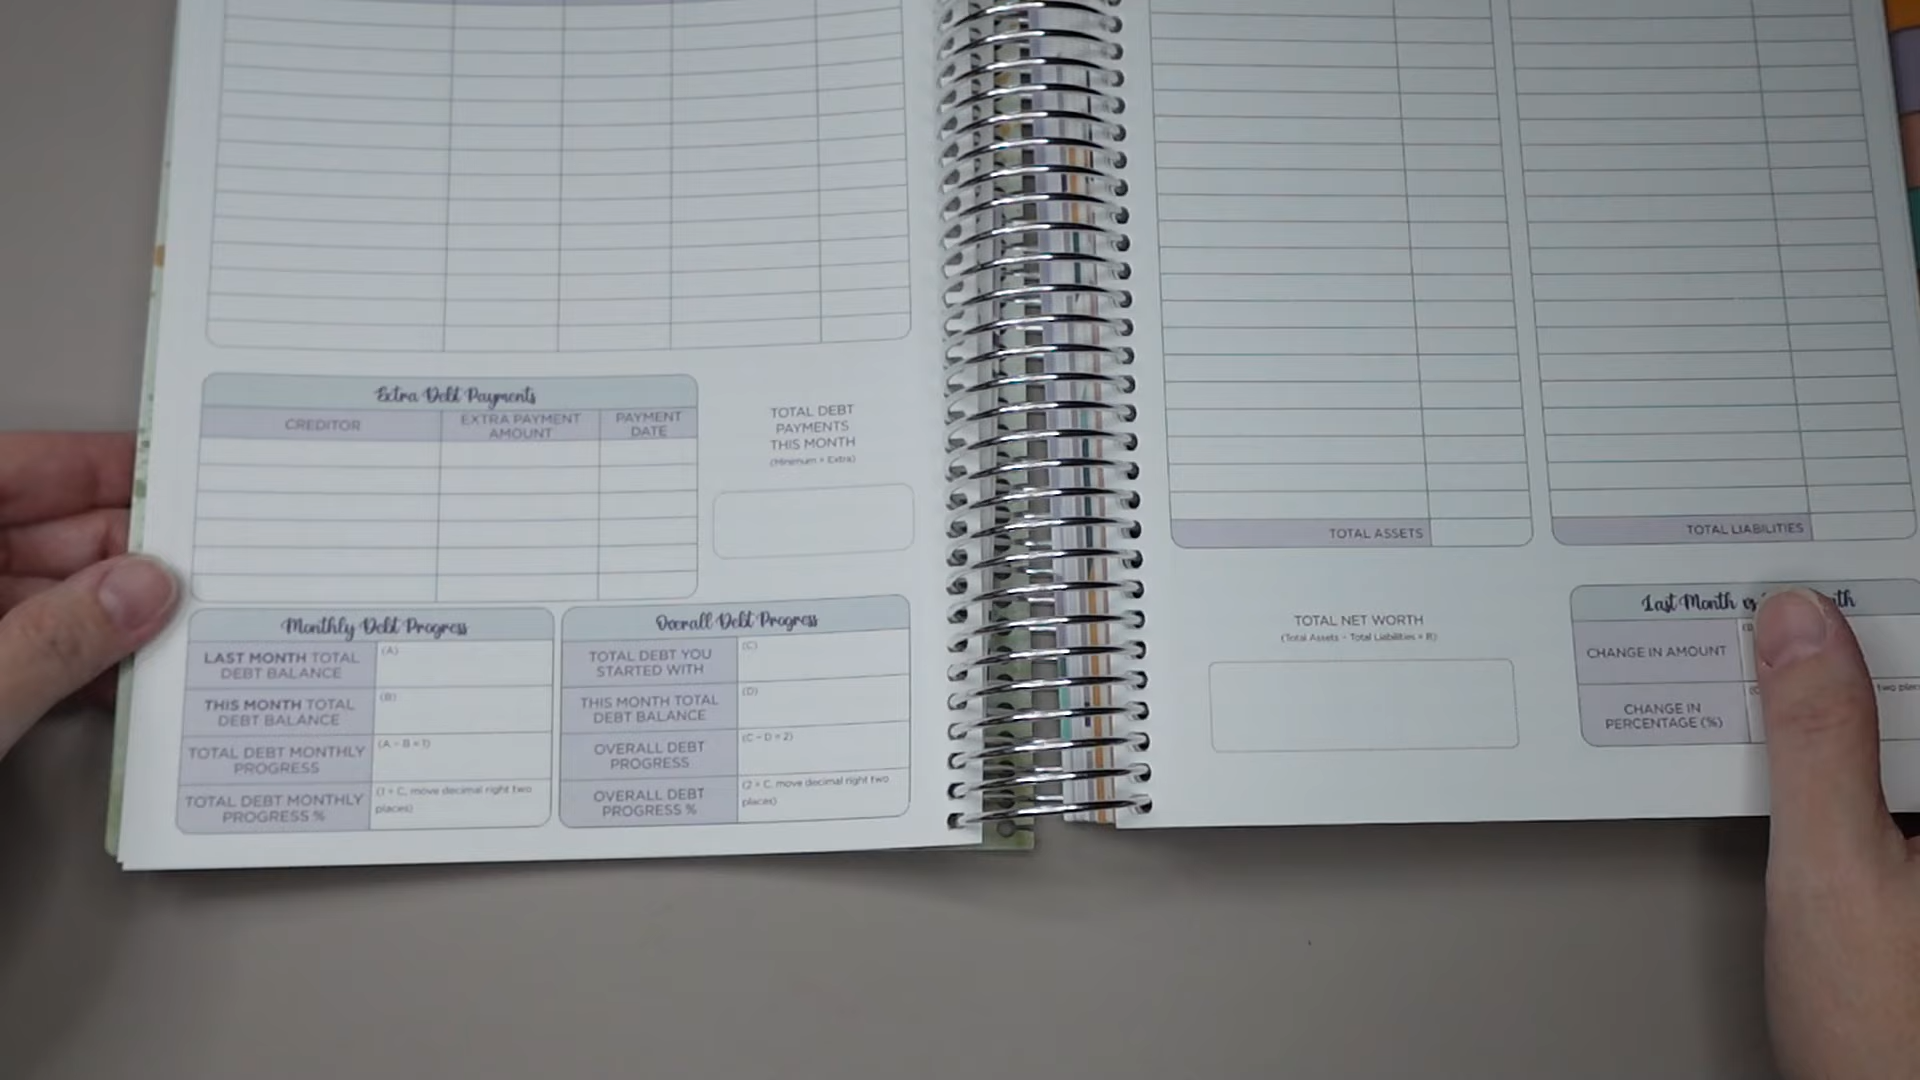 Extra Debt Payments
CREDITOR
EXTRA PAYMENT
AMOUNT
PAYMENT
DATE
TOTAL DEBT
PAYMENTS
THIS MONTH
(Minimum + Extra)
Monthly Debt Progress
LAST MONTH TOTAL
DEBT BALANCE
(A)
THIS MONTH TOTAL
DEBT BALANCE
(B)
TOTAL DEBT MONTHLY
PROGRESS
(A - B = 1)
TOTAL DEBT MONTHLY
PROGRESS %
(1 ÷ C, move decimal right two
places)
Overall Debt Progress
TOTAL DEBT YOU
STARTED WITH
(C)
THIS MONTH TOTAL
DEBT BALANCE
(D)
OVERALL DEBT
PROGRESS
(C - D = 2)
OVERALL DEBT
PROGRESS %
(2 ÷ C, move decimal right two
places)
TOTAL ASSETS
TOTAL LIABILITIES
TOTAL NET WORTH
(Total Assets - Total Liabilities = B)
Last Month
CHANGE IN AMOUNT
CHANGE IN
PERCENTAGE (%)
two